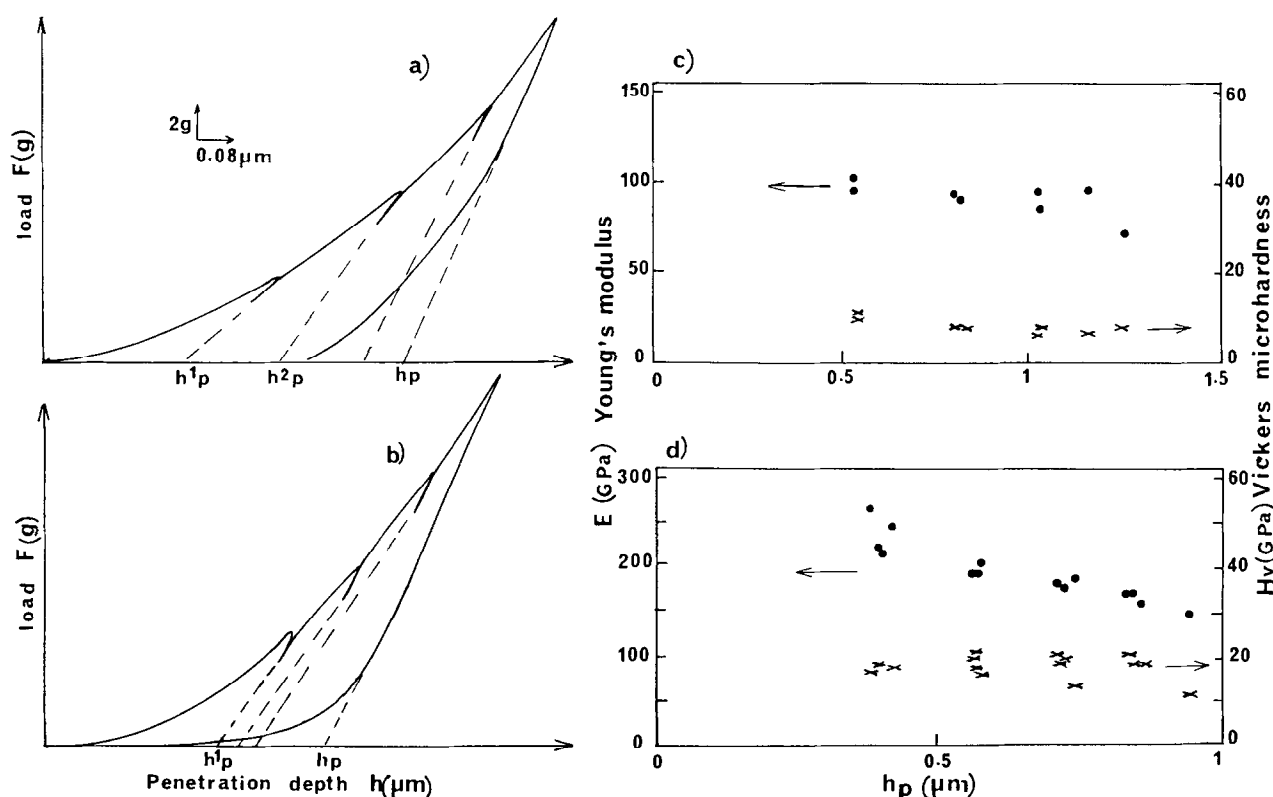 a)
2g
0.08μm
load F(g)
h¹p h²p hp
b)
load F(g)
h¹p hp
Penetration depth h(μm)
c)
150
100
50
0
0 0.5 1 1.5
60
40
20
0
d)
300
200
100
0
0 0.5 1
60
40
20
0
hp (μm)
E (GPa) Young's modulus
Hv(GPa) Vickers microhardness